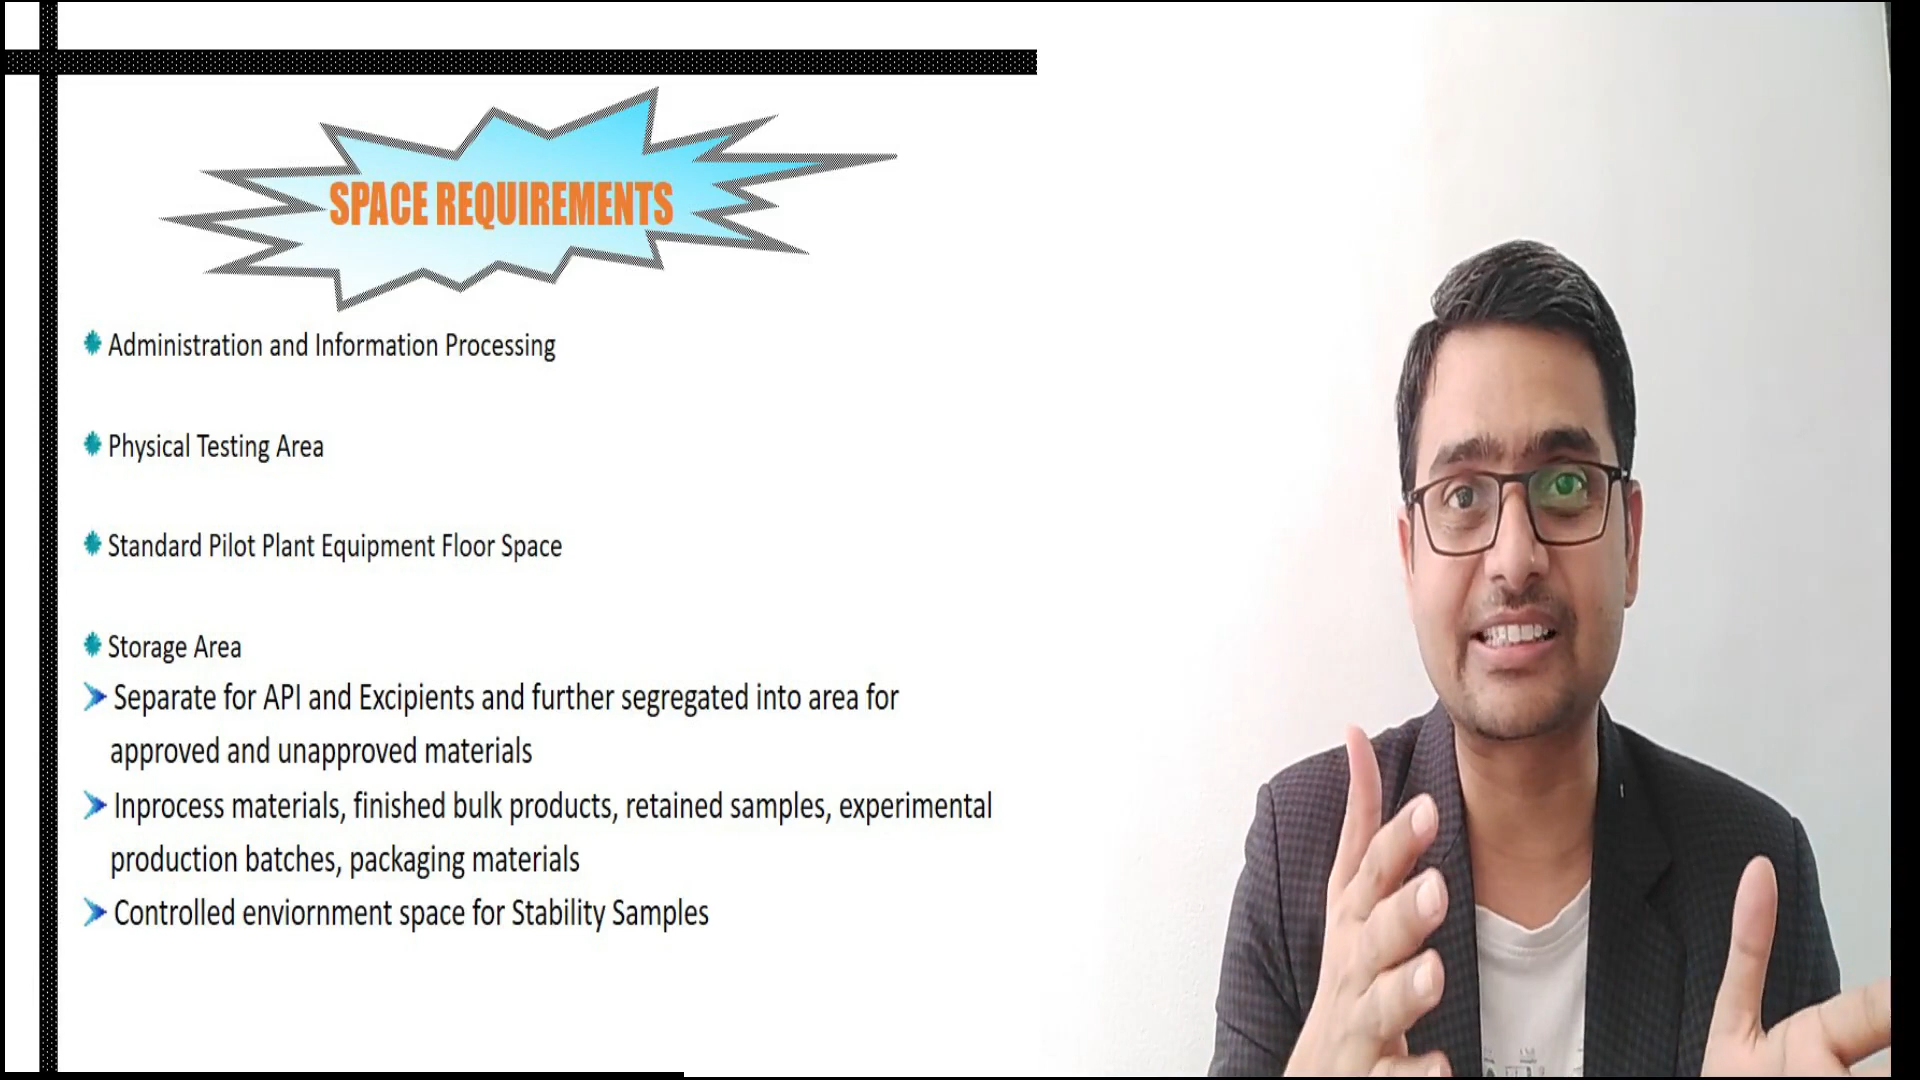 SPACE REQUIREMENTS
Administration and Information Processing
Physical Testing Area
Standard Pilot Plant Equipment Floor Space
Storage Area
Separate for API and Excipients and further segregated into area for
approved and unapproved materials
Inprocess materials, finished bulk products, retained samples, experimental
production batches, packaging materials
Controlled enviornment space for Stability Samples